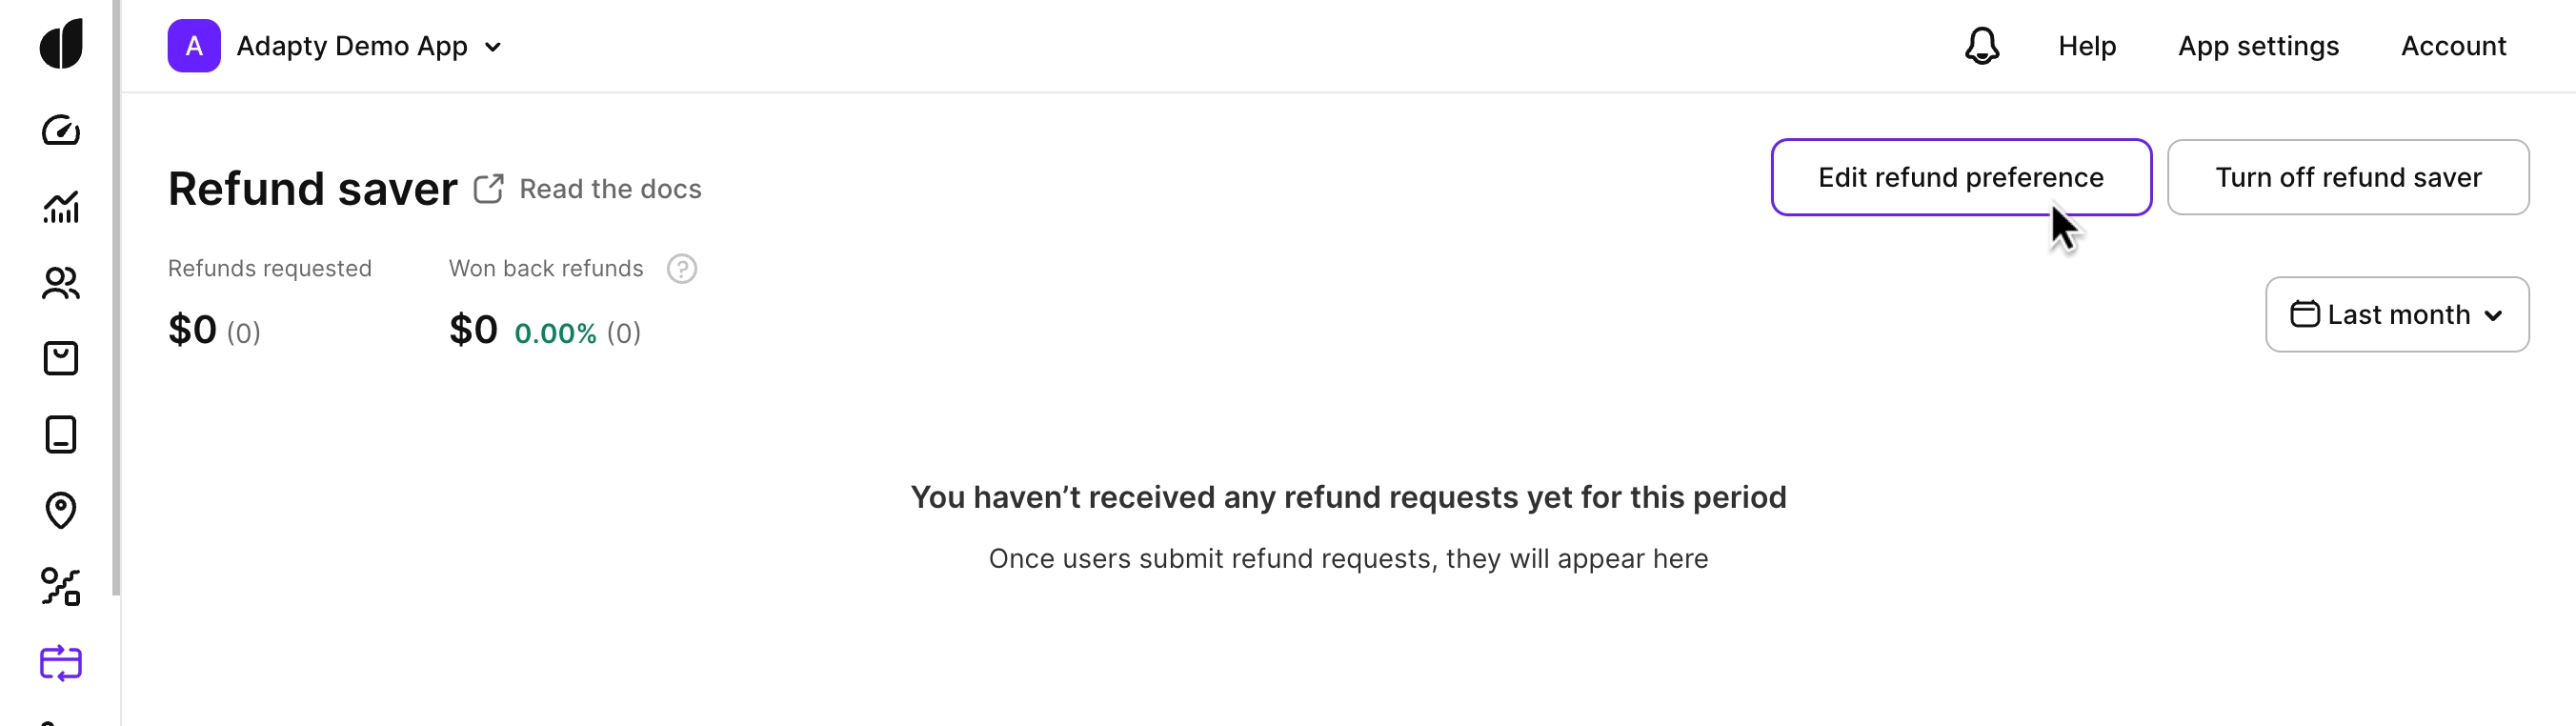 A Adapty Demo App
Help App settings Account
Refund saver Read the docs
Edit refund preference Turn off refund saver
Refunds requested Won back refunds ?
$0 (0) $0 0.00% (0)
Last month
You haven’t received any refund requests yet for this period
Once users submit refund requests, they will appear here